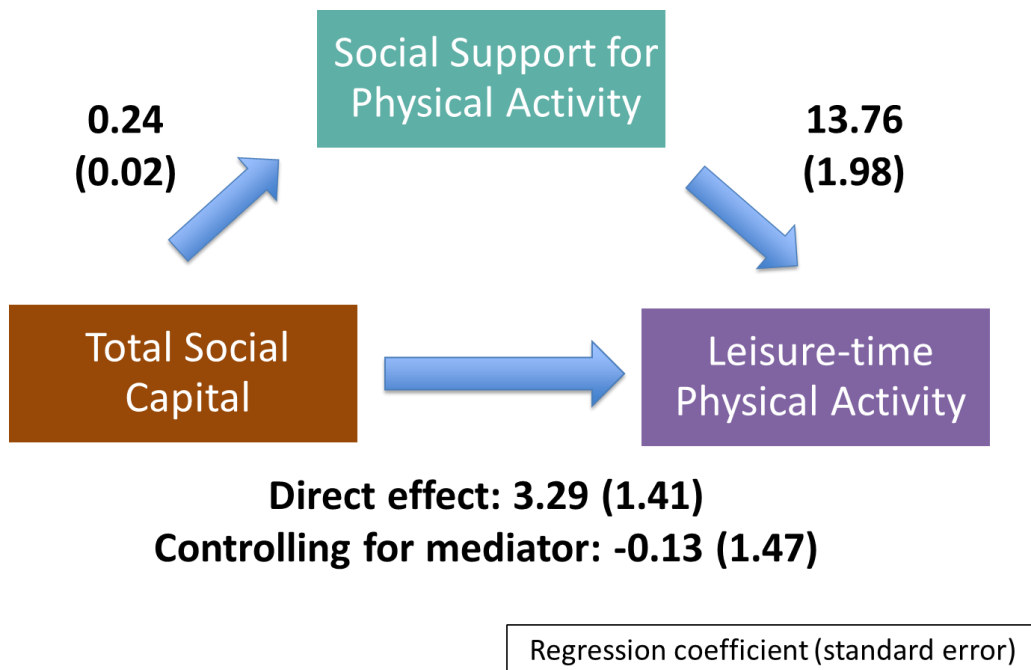 Social Support for
Physical Activity
0.24
(0.02)
13.76
(1.98)
Total Social
Capital
Leisure-time
Physical Activity
Direct effect: 3.29 (1.41)
Controlling for mediator: -0.13 (1.47)
Regression coefficient (standard error)